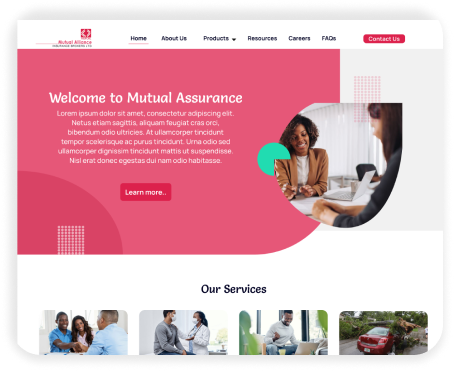 Mutual Alliance
INSURANCE BROKERS LTD
Home
About Us
Products
Resources
Careers
FAQs
Contact Us
Welcome to Mutual Assurance
Lorem ipsum dolor sit amet, consectetur adipiscing elit.
Netus etiam sagittis, aliquam feugiat cras orci,
bibendum odio ultricies. At ullamcorper tincidunt
tempor scelerisque ac purus tincidunt. Urna odio sed
ullamcorper dignissim tincidunt mattis ut suspendisse.
Nisl erat donec egestas dui nam odio habitasse.
Learn more..
Our Services